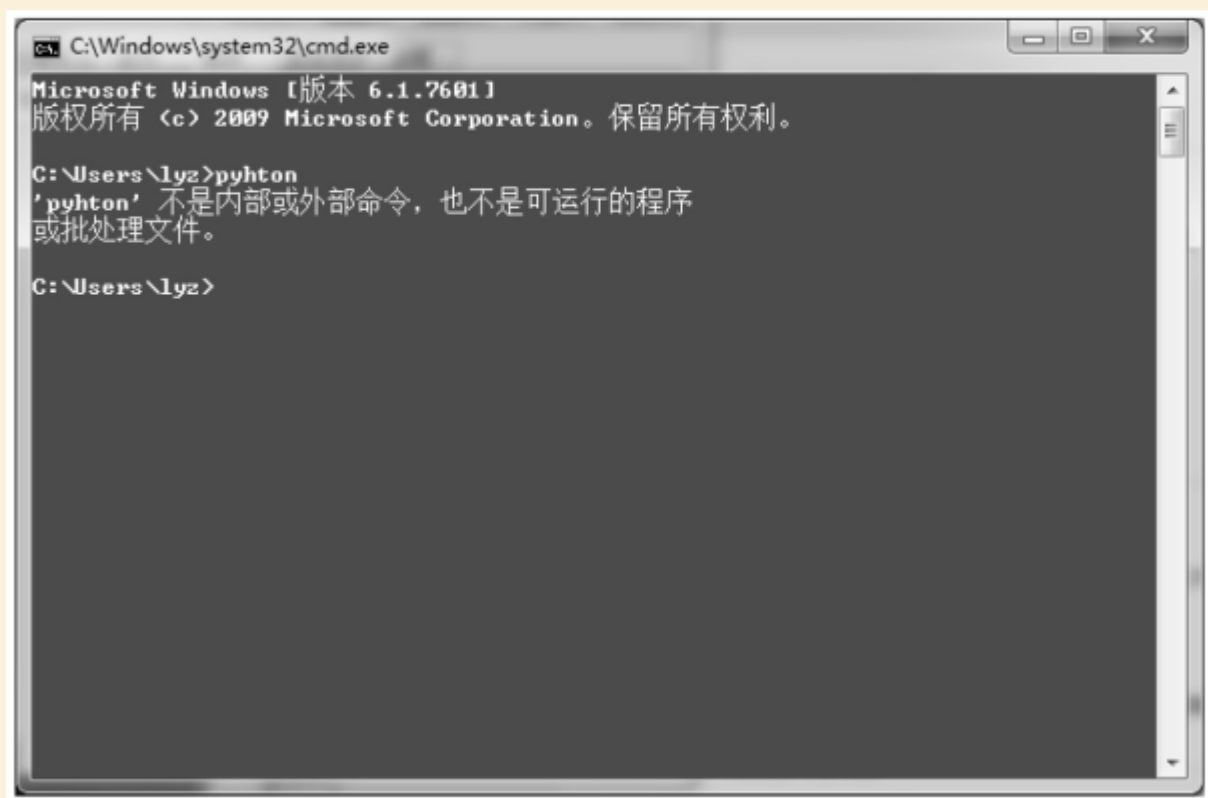 C:\Windows\system32\cmd.exe
Microsoft Windows [版本 6.1.7601]
版权所有 (c) 2009 Microsoft Corporation。保留所有权利。
C:\Users\lyz>pyhton
'pyhton' 不是内部或外部命令，也不是可运行的程序
或批处理文件。
C:\Users\lyz>